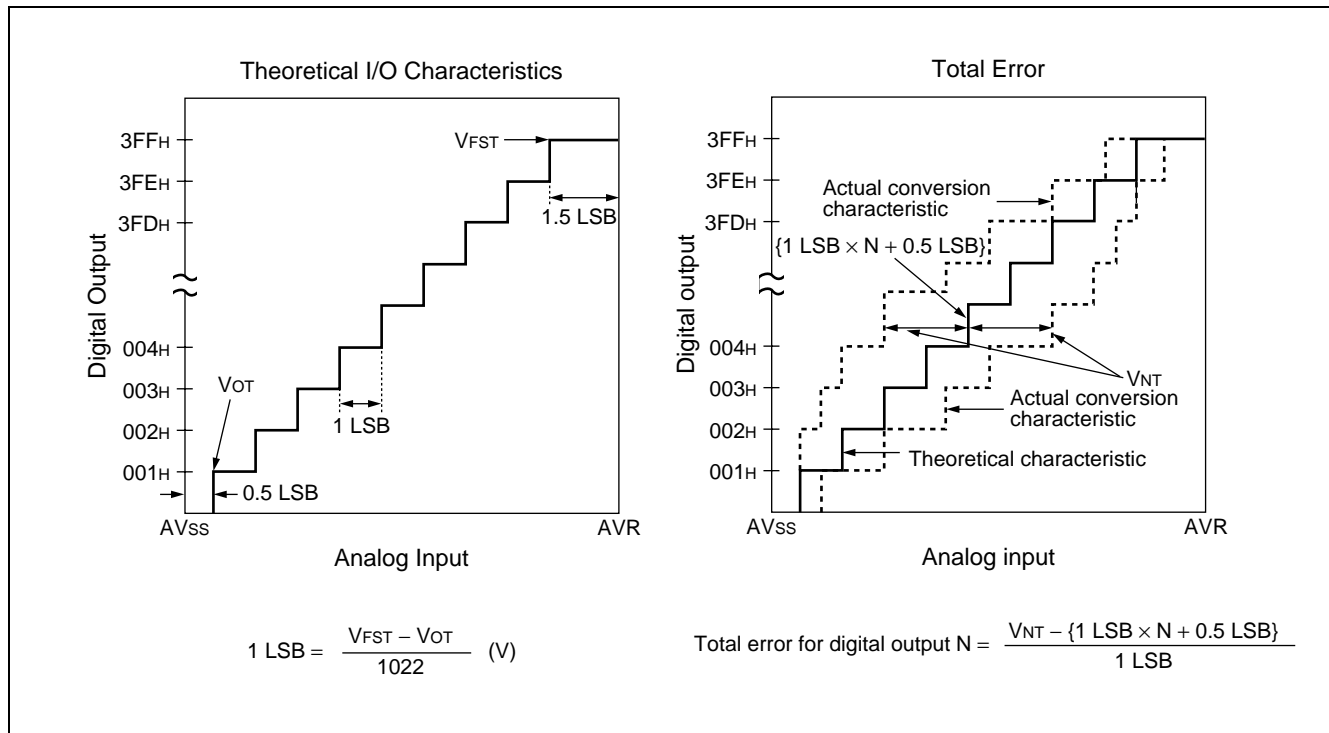 Theoretical I/O Characteristics
Digital Output
3FFH
3FEH
3FDH
004H
003H
002H
001H
VFST
1.5 LSB
VOT
1 LSB
0.5 LSB
AVSS
AVR
Analog Input
1 LSB = VFST – VOT / 1022 (V)
Total Error
Digital output
3FFH
3FEH
3FDH
004H
003H
002H
001H
Actual conversion
characteristic
{1 LSB × N + 0.5 LSB}
VNT
Actual conversion
characteristic
Theoretical characteristic
AVSS
AVR
Analog input
Total error for digital output N = VNT – {1 LSB × N + 0.5 LSB} / 1 LSB